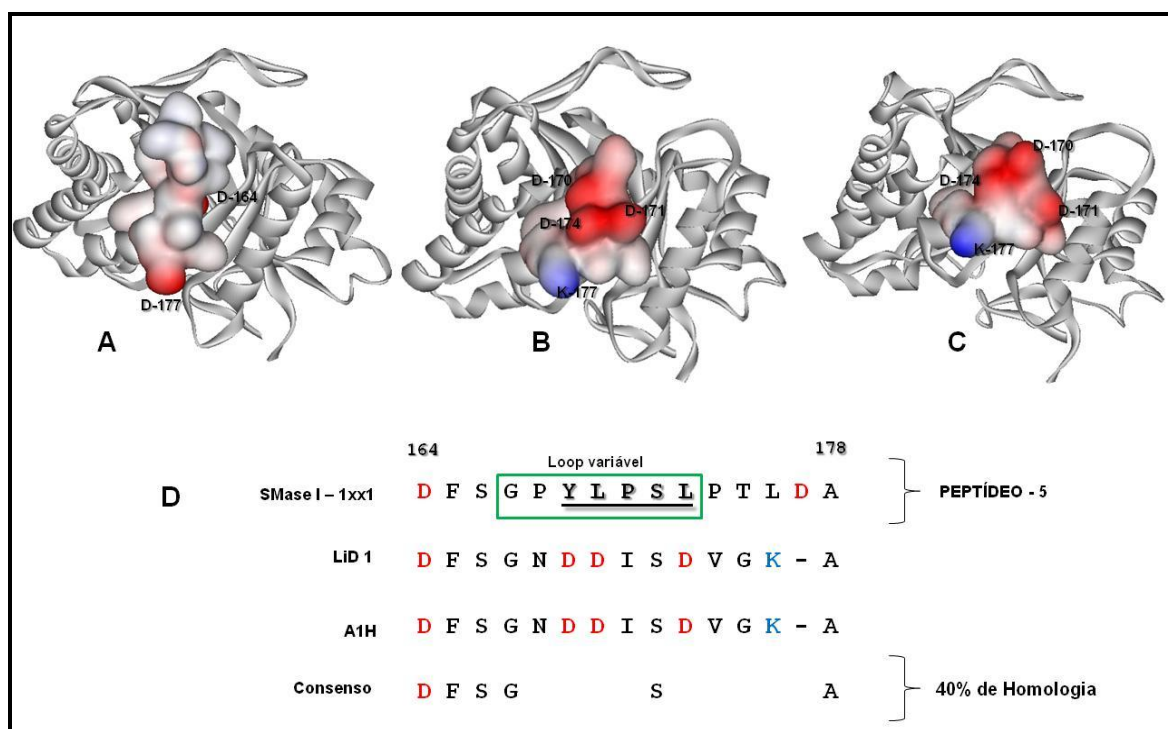 D-164
D-177
A
D-170
D-174
D-171
K-177
B
D-170
D-174
D-171
K-177
C
D
164 178
Loop variável
SMase I – 1xx1 D F S G P Y L P S L P T L D A PEPTÍDEO - 5
LiD 1 D F S G N D D I S D V G K – A
A1H D F S G N D D I S D V G K – A
Consenso D F S G S A 40% de Homologia